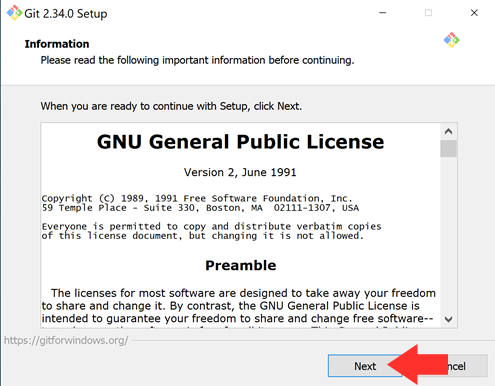 Git 2.34.0 Setup
Information
Please read the following important information before continuing.
When you are ready to continue with Setup, click Next.
GNU General Public License
Version 2, June 1991
Copyright (C) 1989, 1991 Free Software Foundation, Inc.
59 Temple Place - Suite 330, Boston, MA  02111-1307, USA
Everyone is permitted to copy and distribute verbatim copies
of this license document, but changing it is not allowed.
Preamble
The licenses for most software are designed to take away your freedom
to share and change it. By contrast, the GNU General Public License is
intended to guarantee your freedom to share and change free software--
https://gitforwindows.org/
Next
ncel